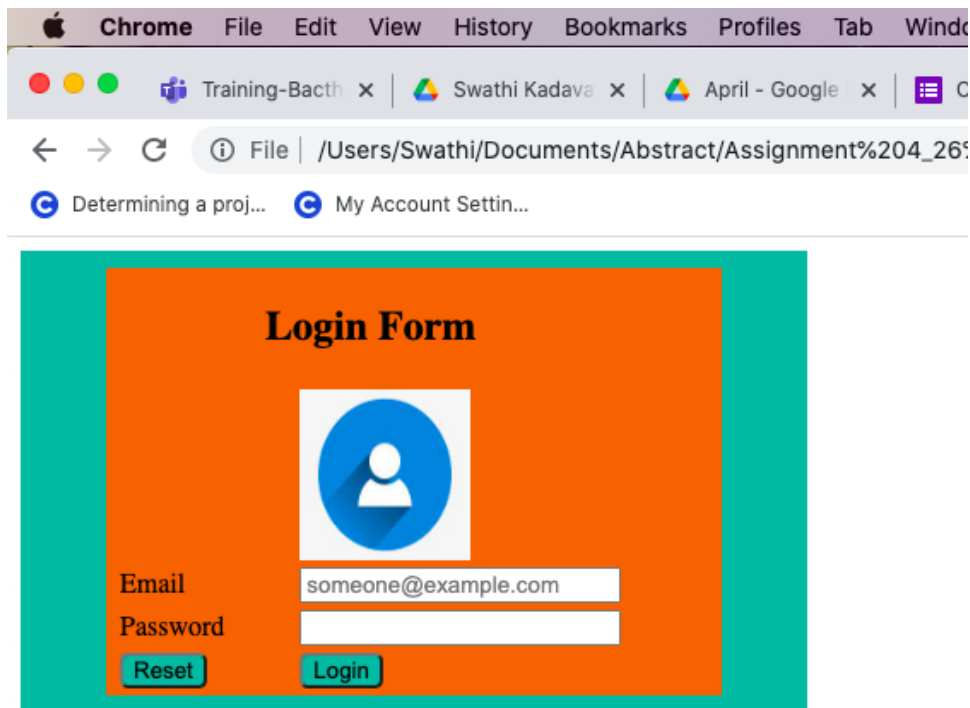 Chrome File Edit View History Bookmarks Profiles Tab Windo
Training-Bacth Swathi Kadava April - Google
File /Users/Swathi/Documents/Abstract/Assignment%204_26%
Determining a proj... My Account Settin...
Login Form
Email someone@example.com
Password
Reset Login